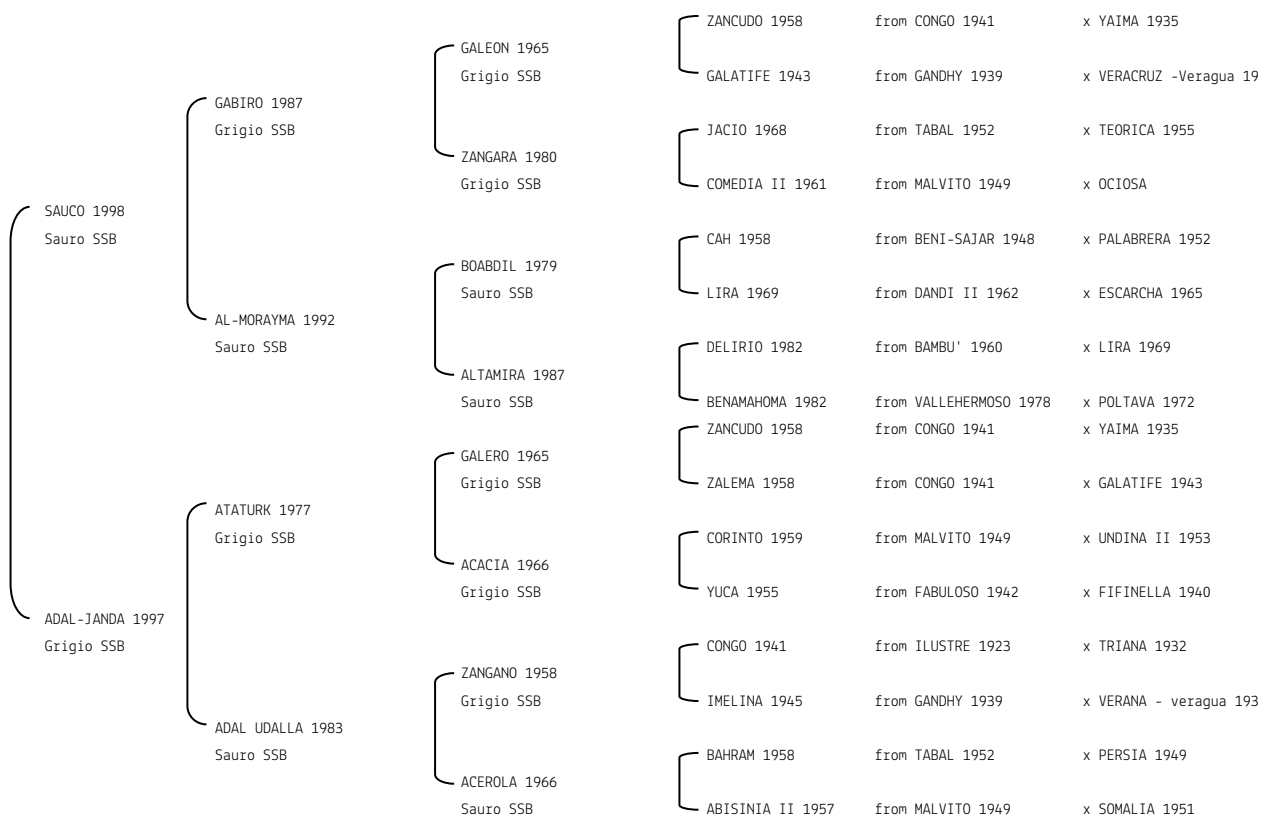 ZANCUDO 1958 from CONGO 1941 x YAIMA 1935
GALEON 1965
Grigio SSB GALATIFE 1943 from GANDHY 1939 x VERACRUZ -Veragua 19
GABIRO 1987
Grigio SSB JACIO 1968 from TABAL 1952 x TEORICA 1955
ZANGARA 1980
Grigio SSB COMEDIA II 1961 from MALVITO 1949 x OCIOSA
SAUCO 1998
Sauro SSB CAH 1958 from BENI-SAJAR 1948 x PALABRERA 1952
BOABDIL 1979
Sauro SSB LIRA 1969 from DANDI II 1962 x ESCARCHA 1965
AL-MORAYMA 1992
Sauro SSB DELIRIO 1982 from BAMBU' 1960 x LIRA 1969
ALTAMIRA 1987
Sauro SSB BENAMAHOMA 1982 from VALLEHERMOSO 1978 x POLTAVA 1972
ZANCUDO 1958 from CONGO 1941 x YAIMA 1935
GALERO 1965
Grigio SSB ZALEMA 1958 from CONGO 1941 x GALATIFE 1943
ATATURK 1977
Grigio SSB CORINTO 1959 from MALVITO 1949 x UNDINA II 1953
ACACIA 1966
Grigio SSB YUCA 1955 from FABULOSO 1942 x FIFINELLA 1940
ADAL-JANDA 1997
Grigio SSB CONGO 1941 from ILUSTRE 1923 x TRIANA 1932
ZANGANO 1958
Grigio SSB IMELINA 1945 from GANDHY 1939 x VERANA - veragua 193
ADAL UDALLA 1983
Sauro SSB BAHRAM 1958 from TABAL 1952 x PERSIA 1949
ACEROLA 1966
Sauro SSB ABISINIA II 1957 from MALVITO 1949 x SOMALIA 1951